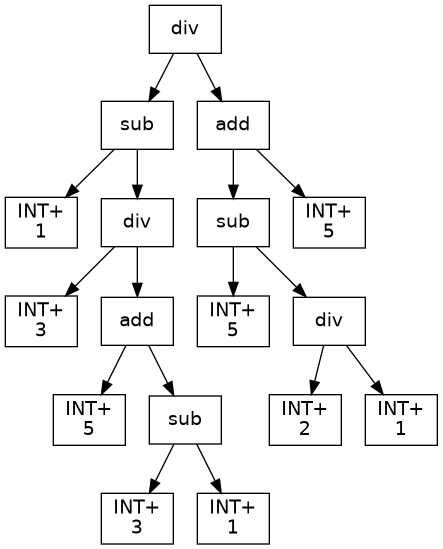 div
sub
add
INT+
1
div
sub
INT+
5
INT+
3
add
INT+
5
div
INT+
5
sub
INT+
2
INT+
1
INT+
3
INT+
1